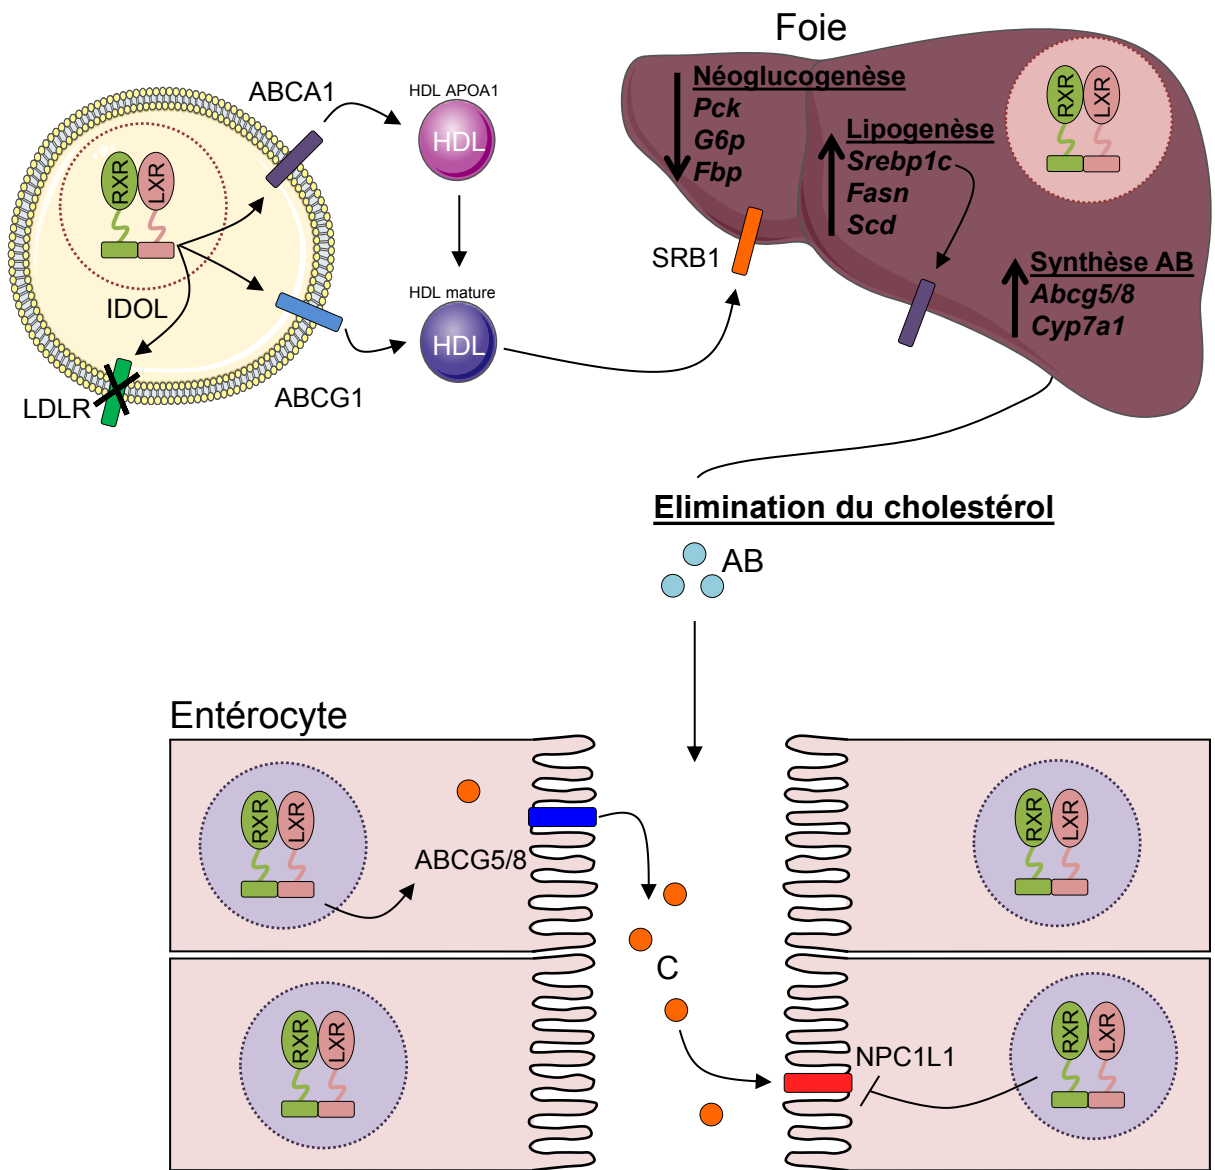 Foie
ABCA1
HDL APOA1
HDL
RXR
LXR
IDOL
LDLR
ABCG1
HDL mature
HDL
SRB1
Néoglucogenèse
Pck
G6p
Fbp
Lipogenèse
Srebp1c
Fasn
Scd
RXR
LXR
Synthèse AB
Abcg5/8
Cyp7a1
Elimination du cholestérol
AB
Entérocyte
RXR
LXR
ABCG5/8
RXR
LXR
C
RXR
LXR
NPC1L1
RXR
LXR